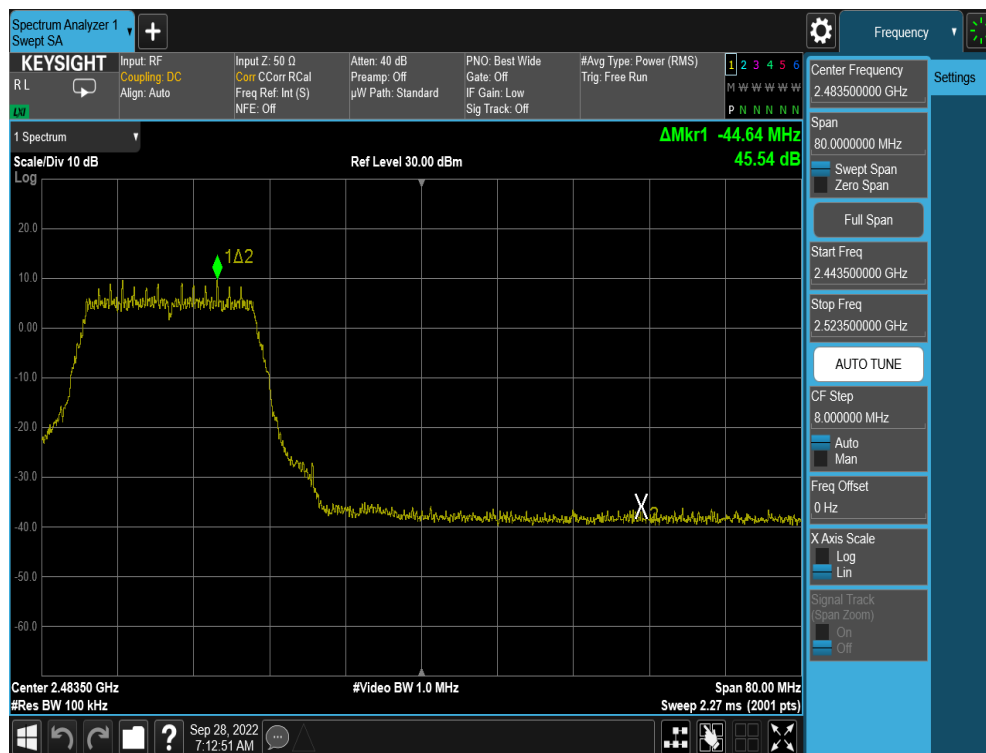 Spectrum Analyzer 1
Swept SA
+
Frequency
KEYSIGHT
R L
LXI
Input: RF
Coupling: DC
Align: Auto
Input Z: 50 Ω
Corr CCorr RCal
Freq Ref: Int (S)
NFE: Off
Atten: 40 dB
Preamp: Off
µW Path: Standard
PNO: Best Wide
Gate: Off
IF Gain: Low
Sig Track: Off
#Avg Type: Power (RMS)
Trig: Free Run
1 2 3 4 5 6
M W W W W W
P N N N N N
1 Spectrum
ΔMkr1 -44.64 MHz
45.54 dB
Scale/Div 10 dB
Ref Level 30.00 dBm
Log
1Δ2
20.0
10.0
0.00
-10.0
-20.0
-30.0
X2
-40.0
-50.0
-60.0
Center 2.48350 GHz
#Video BW 1.0 MHz
Span 80.00 MHz
#Res BW 100 kHz
Sweep 2.27 ms (2001 pts)
?
Sep 28, 2022
7:12:51 AM
Center Frequency
2.483500000 GHz
Settings
Span
80.0000000 MHz
Swept Span
Zero Span
Full Span
Start Freq
2.443500000 GHz
Stop Freq
2.523500000 GHz
AUTO TUNE
CF Step
8.000000 MHz
Auto
Man
Freq Offset
0 Hz
X Axis Scale
Log
Lin
Signal Track
(Span Zoom)
On
Off